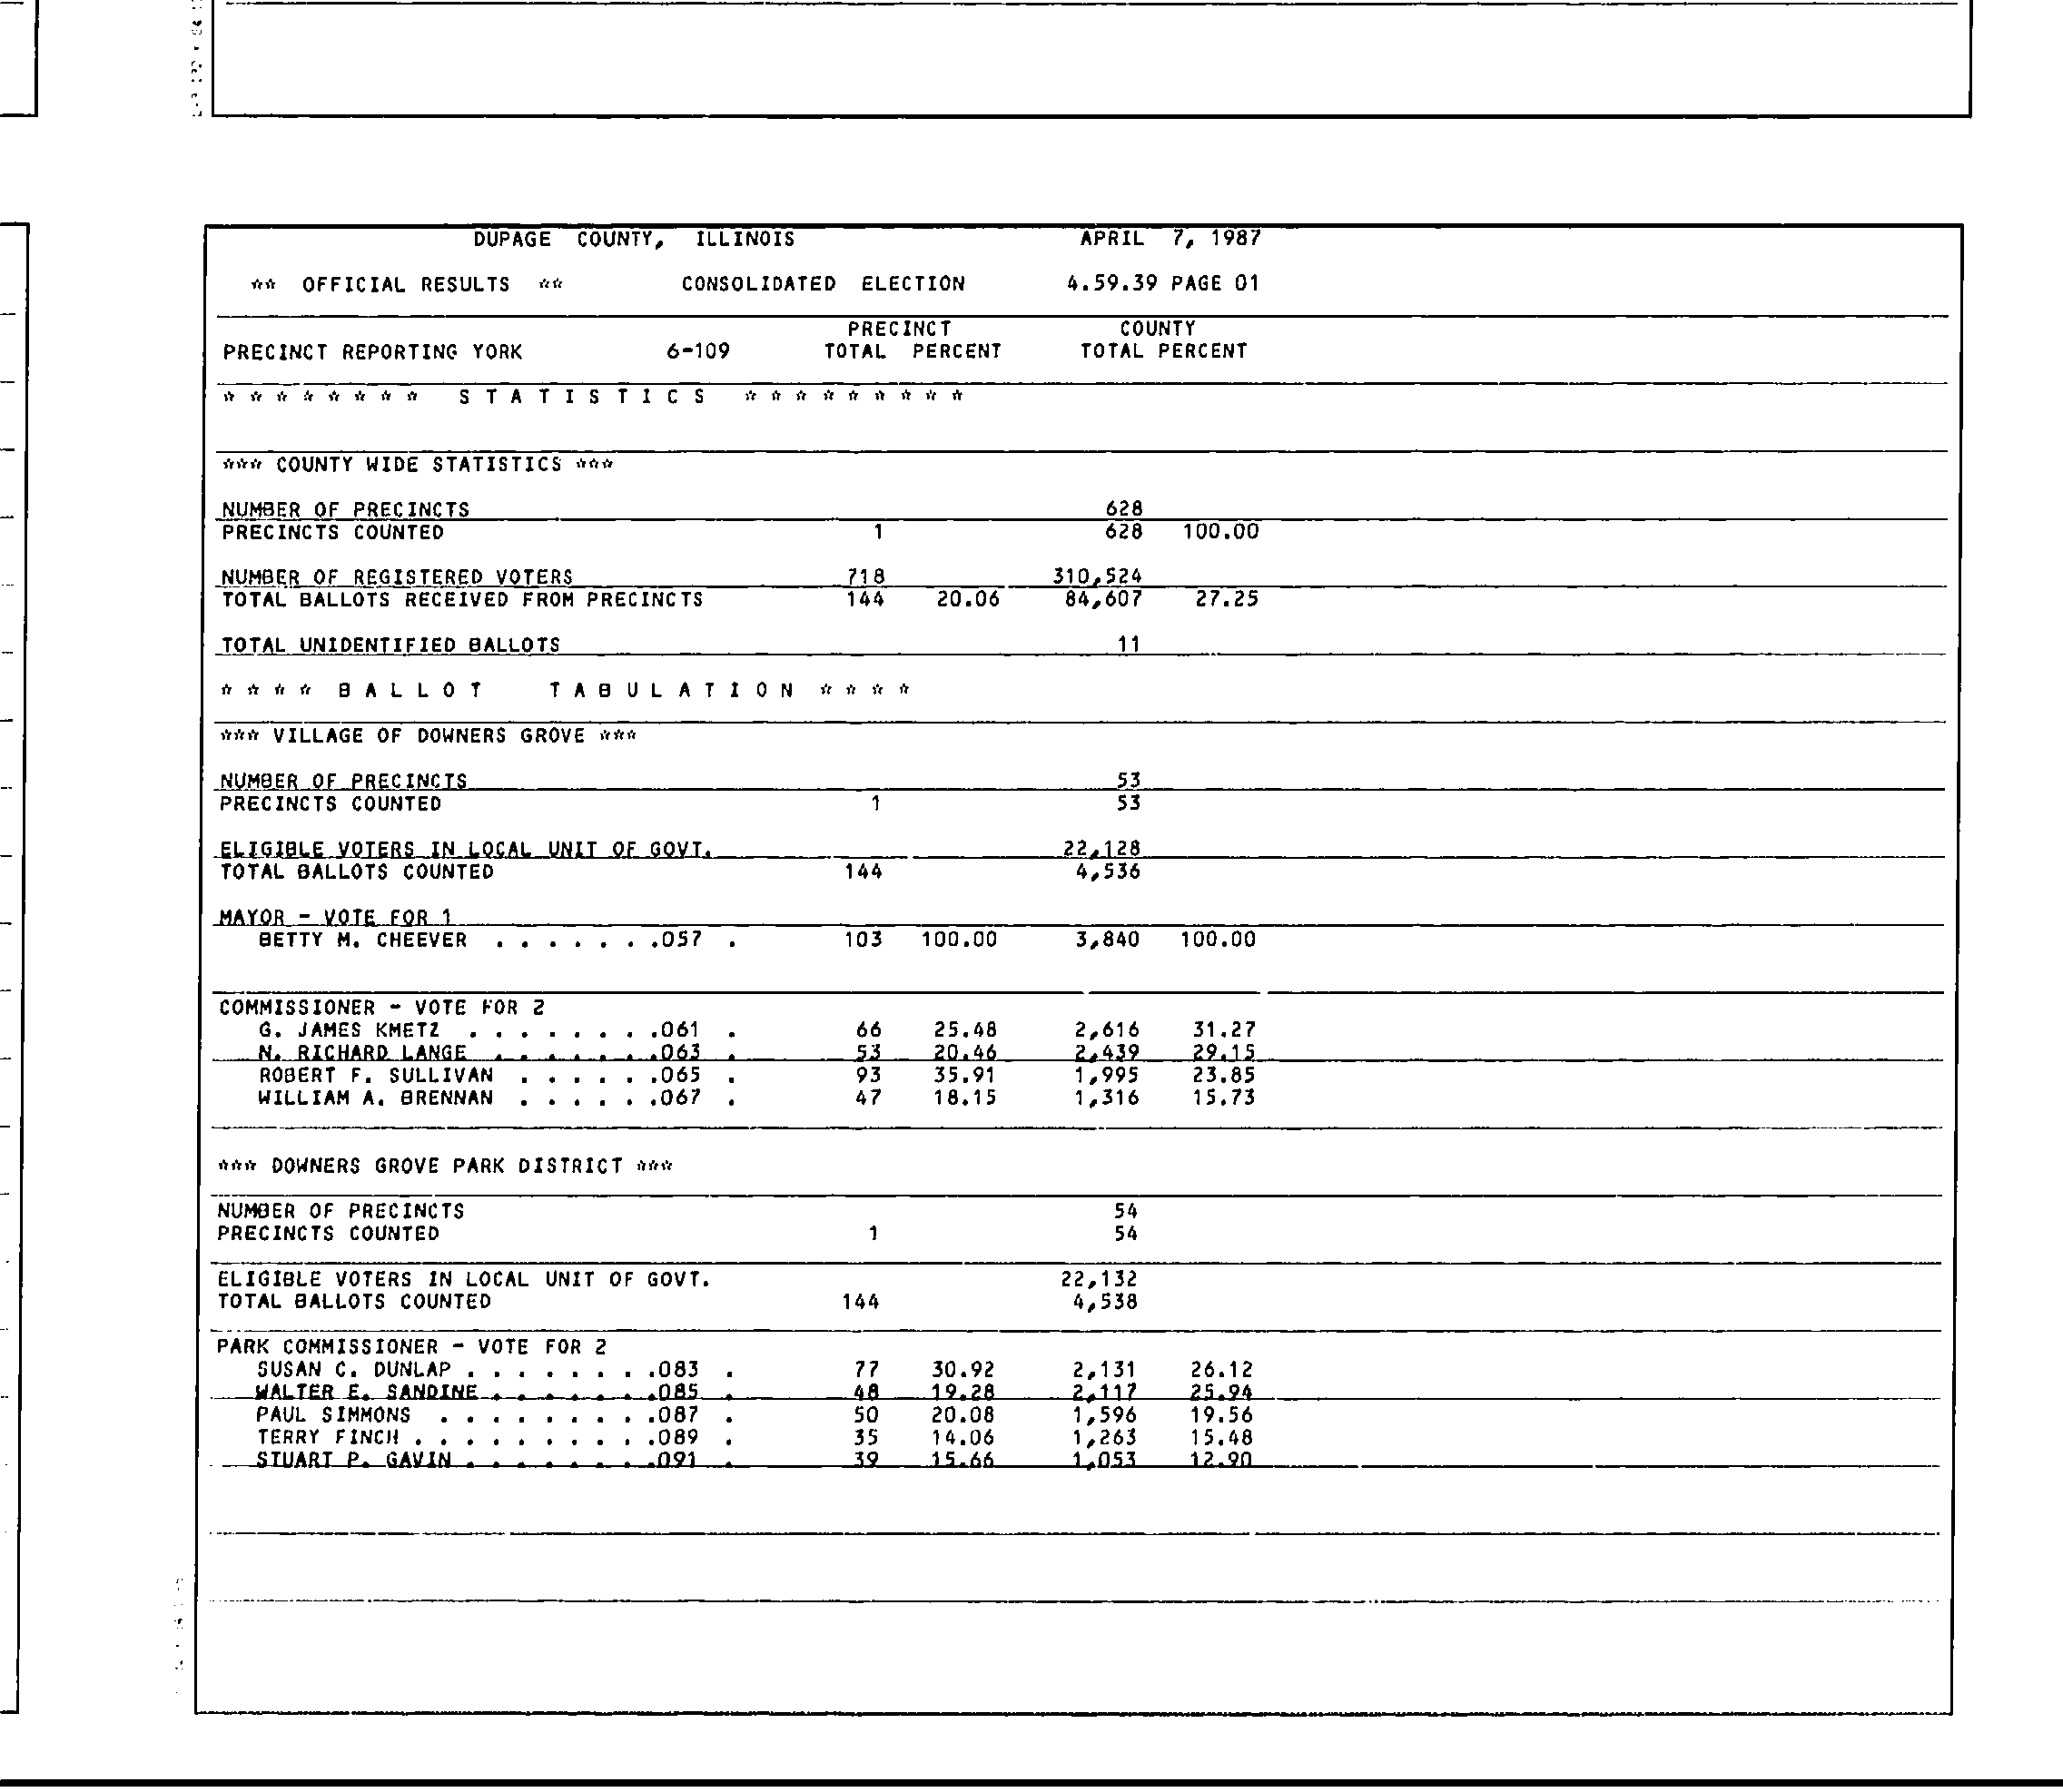 DUPAGE COUNTY, ILLINOIS APRIL 7, 1987
** OFFICIAL RESULTS ** CONSOLIDATED ELECTION 4.59.39 PAGE 01
PRECINCT COUNTY
PRECINCT REPORTING YORK 6-109 TOTAL PERCENT TOTAL PERCENT
* * * * * * * * S T A T I S T I C S * * * * * * * * *
*** COUNTY WIDE STATISTICS ***
NUMBER OF PRECINCTS 628
PRECINCTS COUNTED 1 628 100.00
NUMBER OF REGISTERED VOTERS 718 310,524
TOTAL BALLOTS RECEIVED FROM PRECINCTS 144 20.06 84,607 27.25
TOTAL UNIDENTIFIED BALLOTS 11
* * * * B A L L O T T A B U L A T I O N * * * *
*** VILLAGE OF DOWNERS GROVE ***
NUMBER OF PRECINCTS 53
PRECINCTS COUNTED 1 53
ELIGIBLE VOTERS IN LOCAL UNIT OF GOVT. 22,128
TOTAL BALLOTS COUNTED 144 4,536
MAYOR - VOTE FOR 1
BETTY M. CHEEVER . . . . . . .057 . 103 100.00 3,840 100.00
COMMISSIONER - VOTE FOR 2
G. JAMES KMETZ . . . . . . . .061 . 66 25.48 2,616 31.27
N. RICHARD LANGE . . . . . . .063 . 53 20.46 2,439 29.15
ROBERT F. SULLIVAN . . . . . .065 . 93 35.91 1,995 23.85
WILLIAM A. BRENNAN . . . . . .067 . 47 18.15 1,316 15.73
*** DOWNERS GROVE PARK DISTRICT ***
NUMBER OF PRECINCTS 54
PRECINCTS COUNTED 1 54
ELIGIBLE VOTERS IN LOCAL UNIT OF GOVT. 22,132
TOTAL BALLOTS COUNTED 144 4,538
PARK COMMISSIONER - VOTE FOR 2
SUSAN C. DUNLAP . . . . . . . .083 . 77 30.92 2,131 26.12
WALTER E. SANDINE . . . . . . .085 . 48 19.28 2,117 25.94
PAUL SIMMONS . . . . . . . . .087 . 50 20.08 1,596 19.56
TERRY FINCH . . . . . . . . . .089 . 35 14.06 1,263 15.48
STUART P. GAVIN . . . . . . . .091 . 39 15.66 1,053 12.90